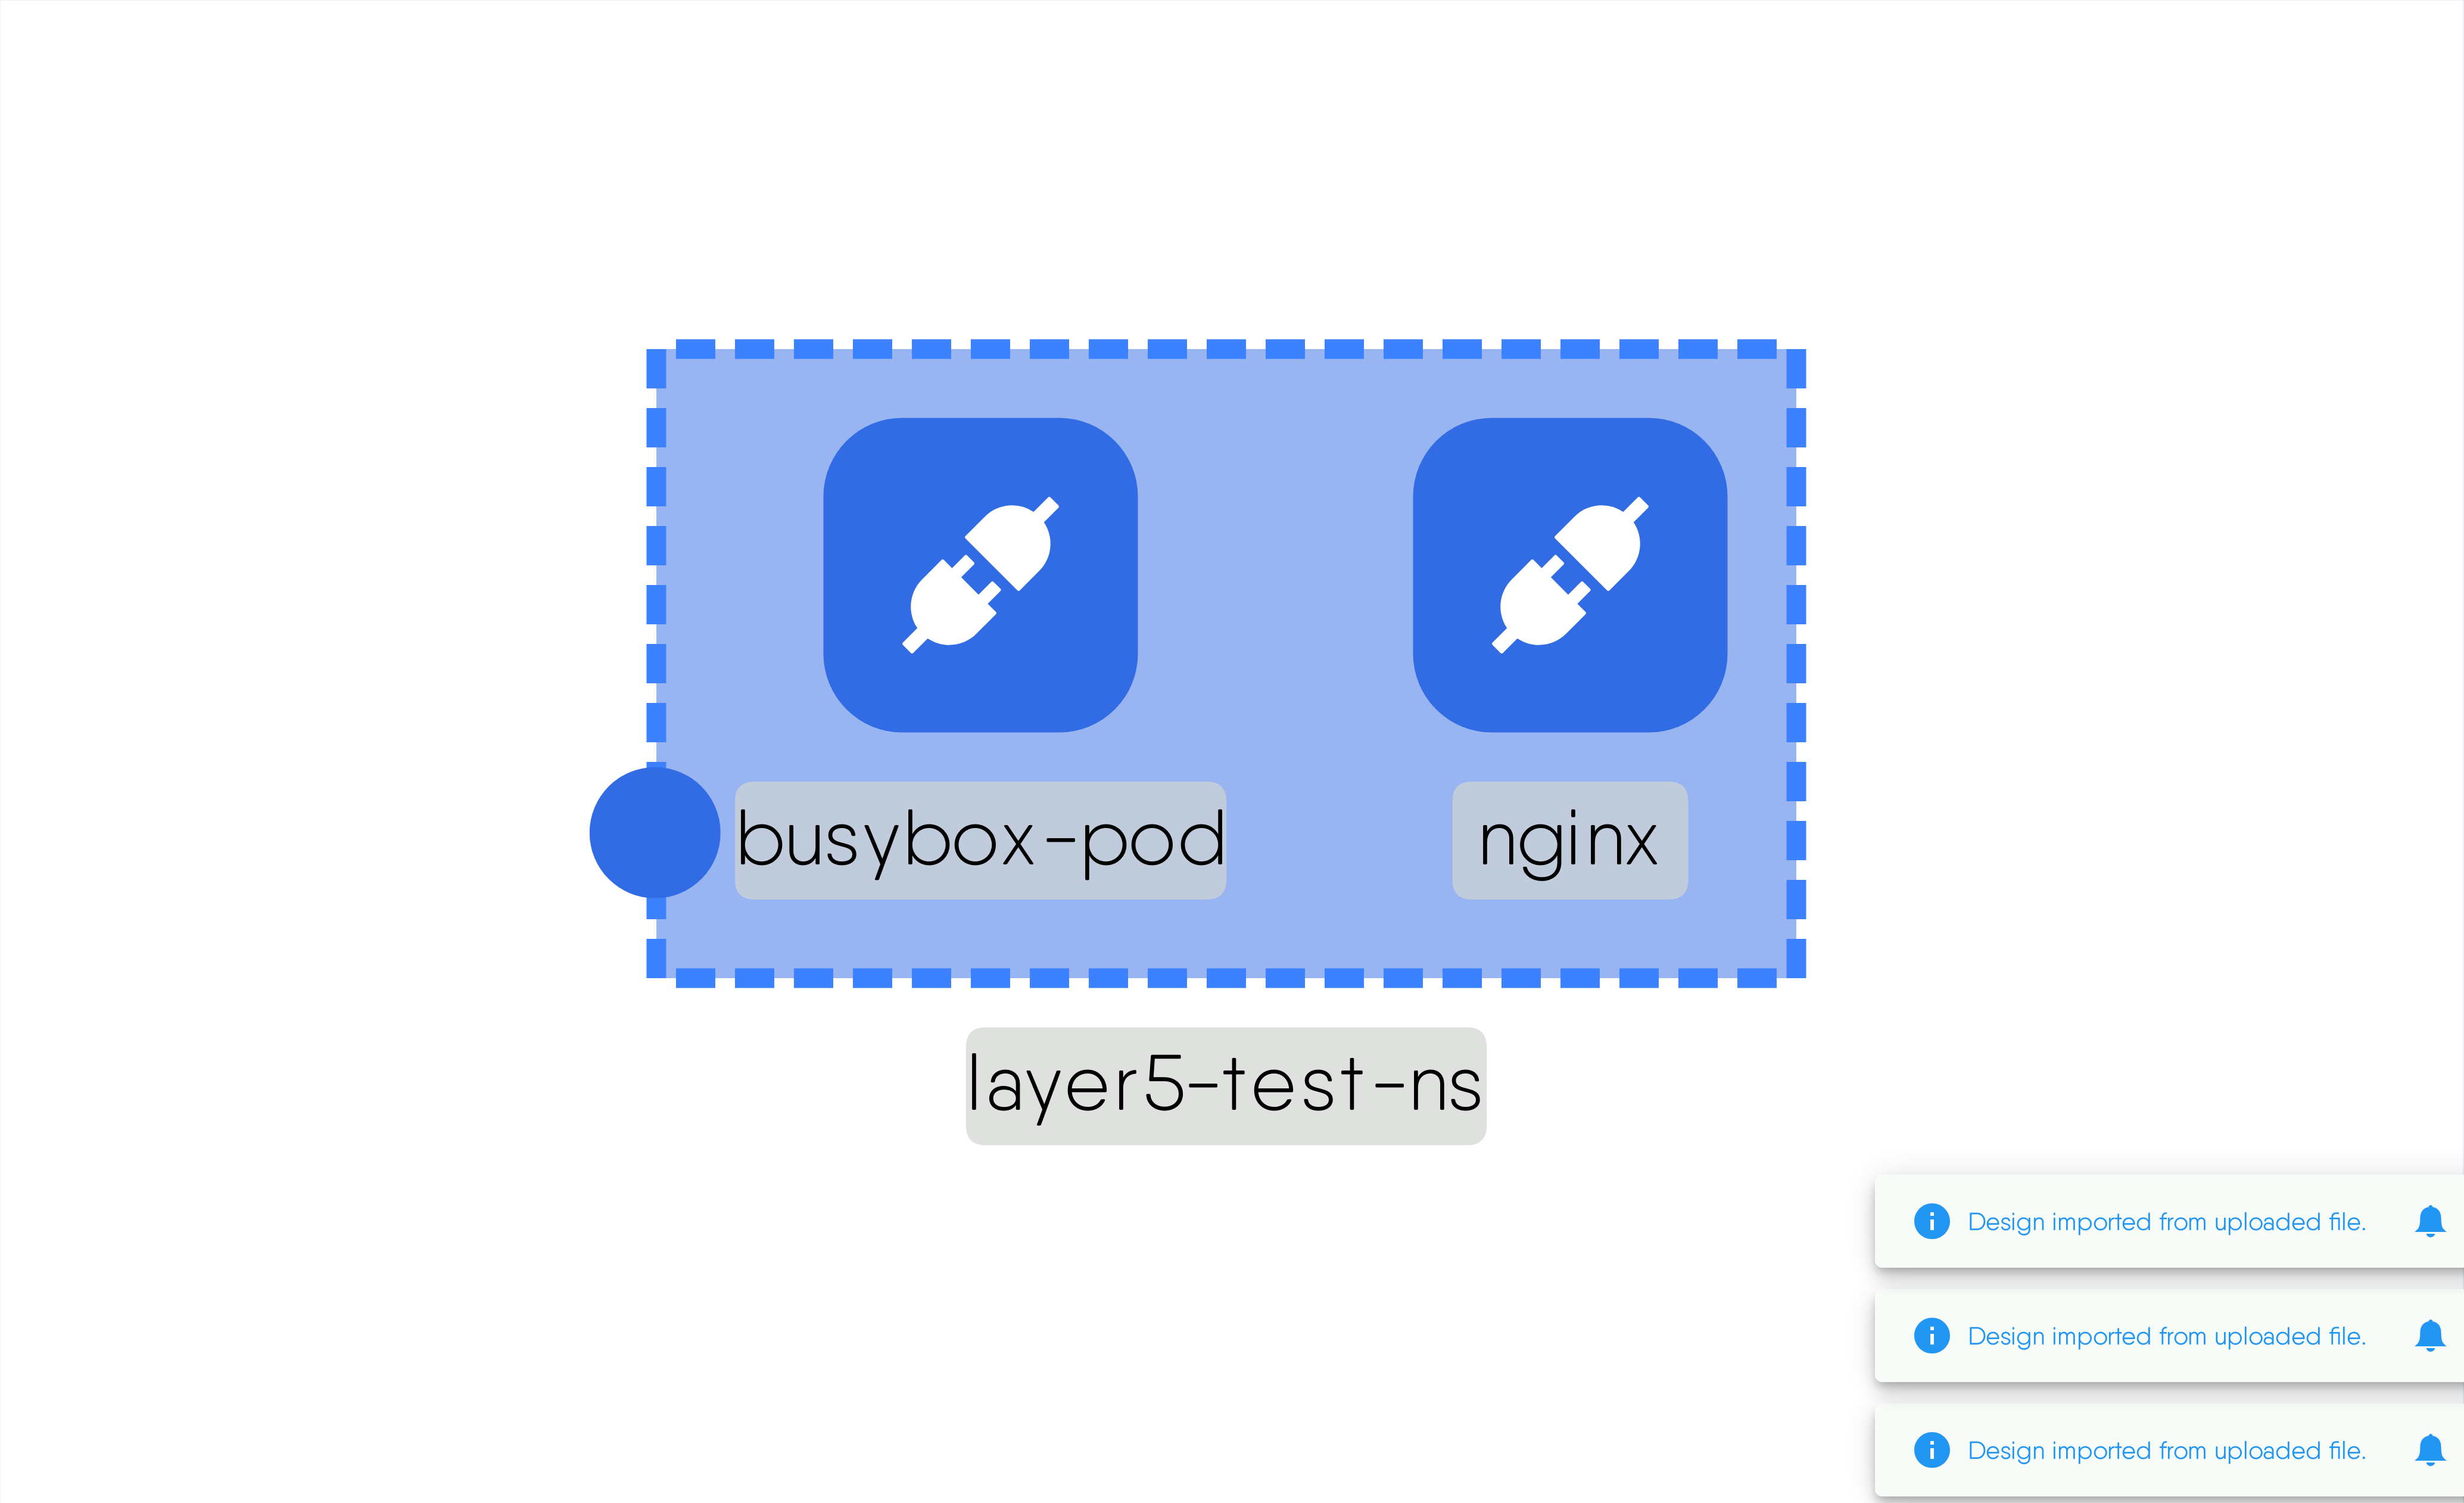 busybox-pod
nginx
layer5-test-ns
Design imported from uploaded file.
Design imported from uploaded file.
Design imported from uploaded file.